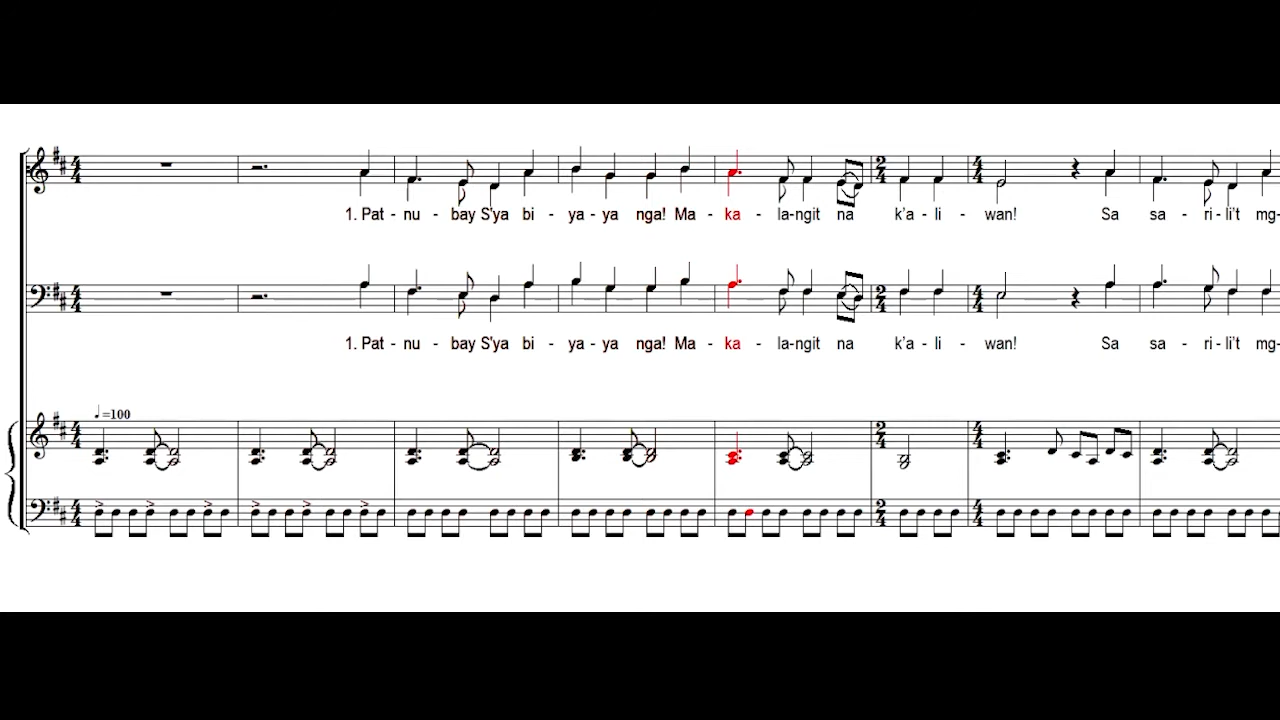 1. Pat - nu - bay S'ya bi - ya - ya nga! Ma - ka - la-ngit na k'a - li - wan! Sa sa - ri - li't mg-
1. Pat - nu - bay S'ya bi - ya - ya nga! Ma - ka - la-ngit na k'a - li - wan! Sa sa - ri - li't mg-
♩=100